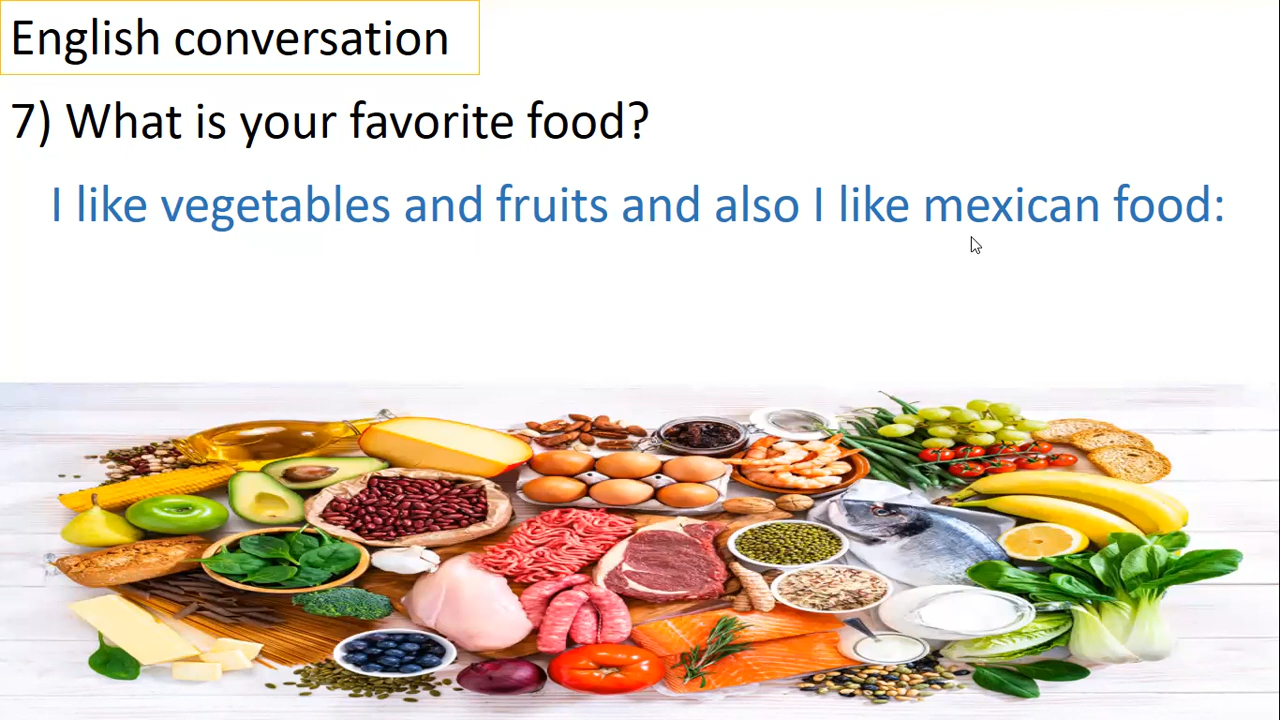 English conversation
7) What is your favorite food?
I like vegetables and fruits and also I like mexican food: